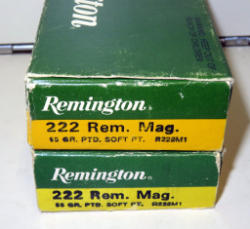 Remington®
222 Rem. Mag.
55 GR. PTD. SOFT PT. R222M1
Remington®
222 Rem. Mag.
55 GR. PTD. SOFT PT. R222M1